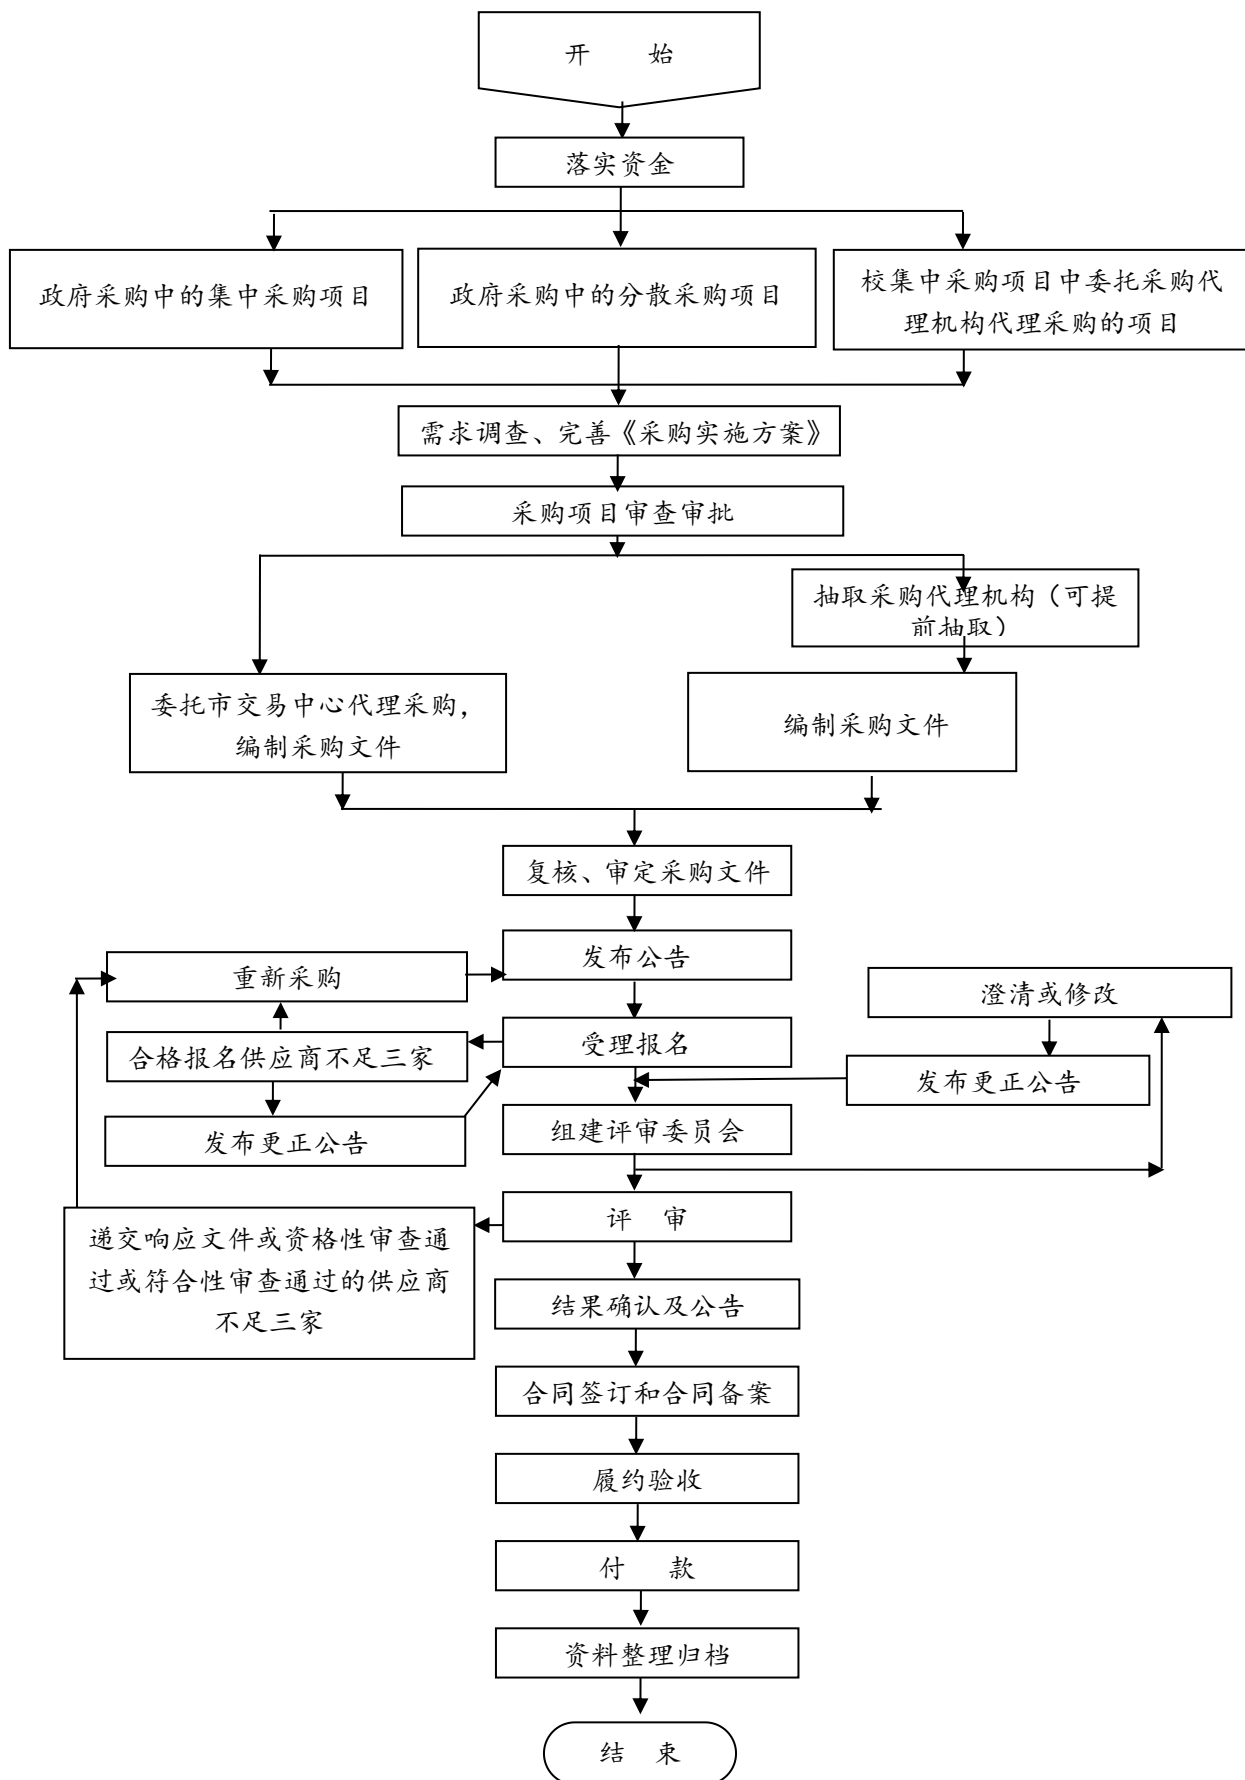 开 始
落实资金
政府采购中的集中采购项目
政府采购中的分散采购项目
校集中采购项目中委托采购代
理机构代理采购的项目
需求调查、完善《采购实施方案》
采购项目审查审批
抽取采购代理机构（可提
前抽取）
委托市交易中心代理采购，
编制采购文件
编制采购文件
复核、审定采购文件
发布公告
重新采购
澄清或修改
受理报名
合格报名供应商不足三家
发布更正公告
组建评审委员会
发布更正公告
评 审
递交响应文件或资格性审查通
过或符合性审查通过的供应商
不足三家
结果确认及公告
合同签订和合同备案
履约验收
付 款
资料整理归档
结 束